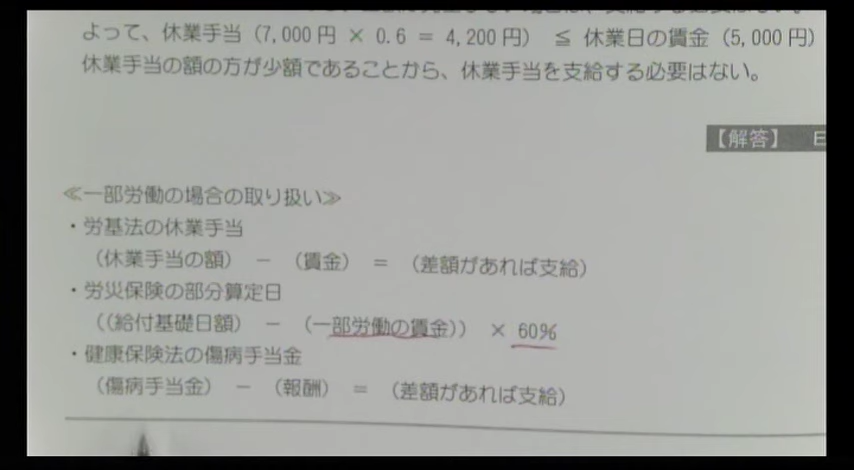 よって、休業手当（7,000円 × 0.6 ＝ 4,200円） ≦ 休業日の賃金（5,000円）
休業手当の額の方が少額であることから、休業手当を支給する必要はない。
【解答】 E
≪一部労働の場合の取り扱い≫
・労基法の休業手当
（休業手当の額） － （賃金） ＝ （差額があれば支給）
・労災保険の部分算定日
（（給付基礎日額） － （一部労働の賃金）） × 60％
・健康保険法の傷病手当金
（傷病手当金） － （報酬） ＝ （差額があれば支給）